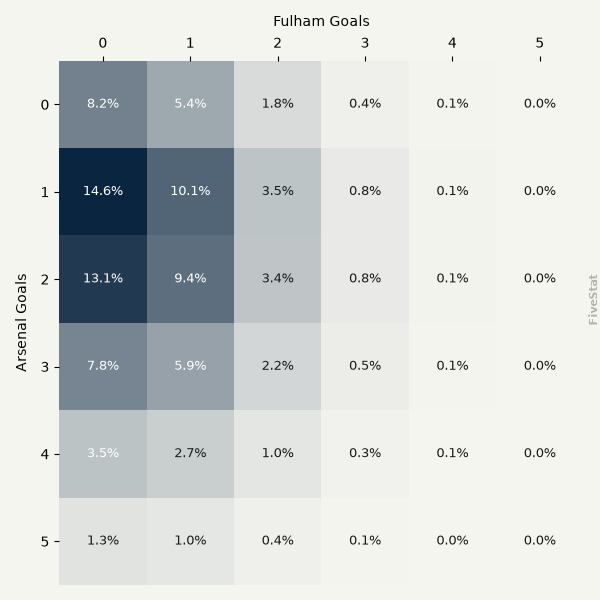 Fulham Goals
0 1 2 3 4 5
0 8.2% 5.4% 1.8% 0.4% 0.1% 0.0%
1 14.6% 10.1% 3.5% 0.8% 0.1% 0.0%
2 13.1% 9.4% 3.4% 0.8% 0.1% 0.0%
3 7.8% 5.9% 2.2% 0.5% 0.1% 0.0%
4 3.5% 2.7% 1.0% 0.3% 0.1% 0.0%
5 1.3% 1.0% 0.4% 0.1% 0.0% 0.0%
Arsenal Goals
FiveStat